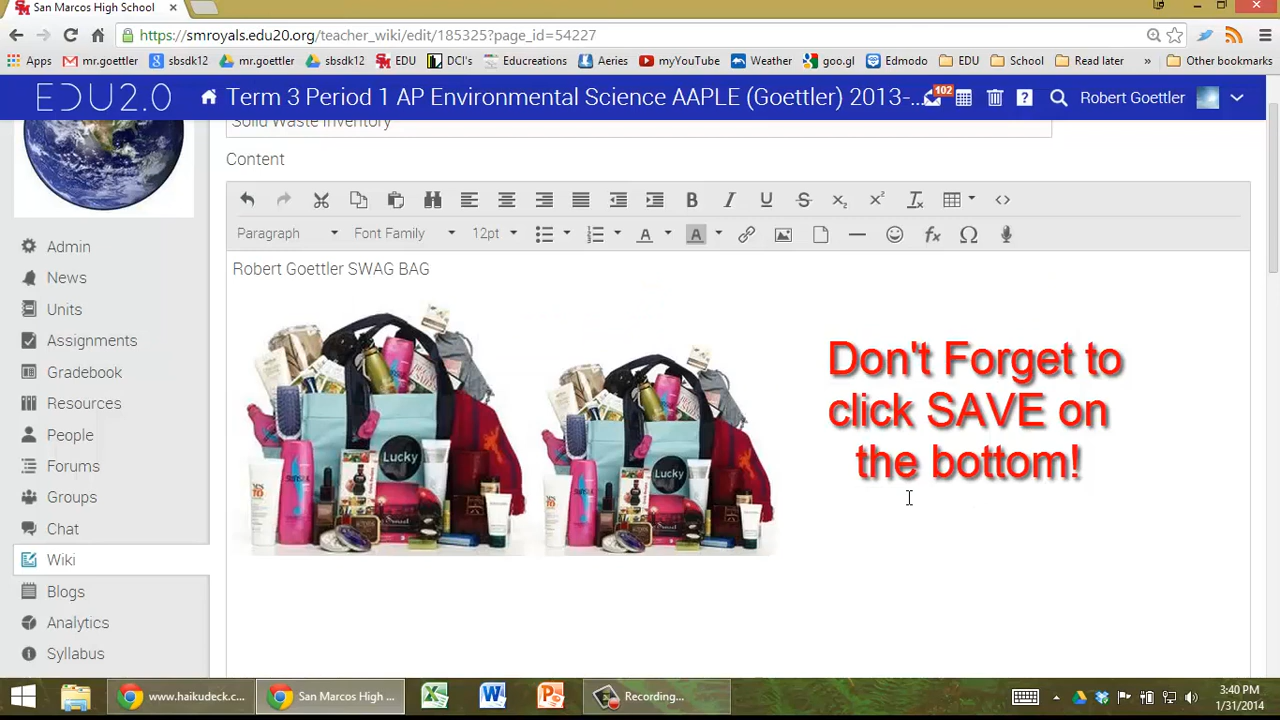 San Marcos High School
https://smroyals.edu20.org/teacher_wiki/edit/185325?page_id=54227
Apps mr.goettler sbsdk12 mr.goettler sbsdk12 EDU DCI's Educreations Aeries myYouTube Weather goo.gl Edmodo EDU School Read later » Other bookmarks
EDU2.0 Term 3 Period 1 AP Environmental Science AAPLE (Goettler) 2013-... 102 Robert Goettler
Solid Waste Inventory
Content
Paragraph Font Family 12pt
Robert Goettler SWAG BAG
Lucky
Lucky
Don't Forget to
click SAVE on
the bottom!
Admin
News
Units
Assignments
Gradebook
Resources
People
Forums
Groups
Chat
Wiki
Blogs
Analytics
Syllabus
www.haikudeck.c... San Marcos High ... Recording...
3:40 PM
1/31/2014